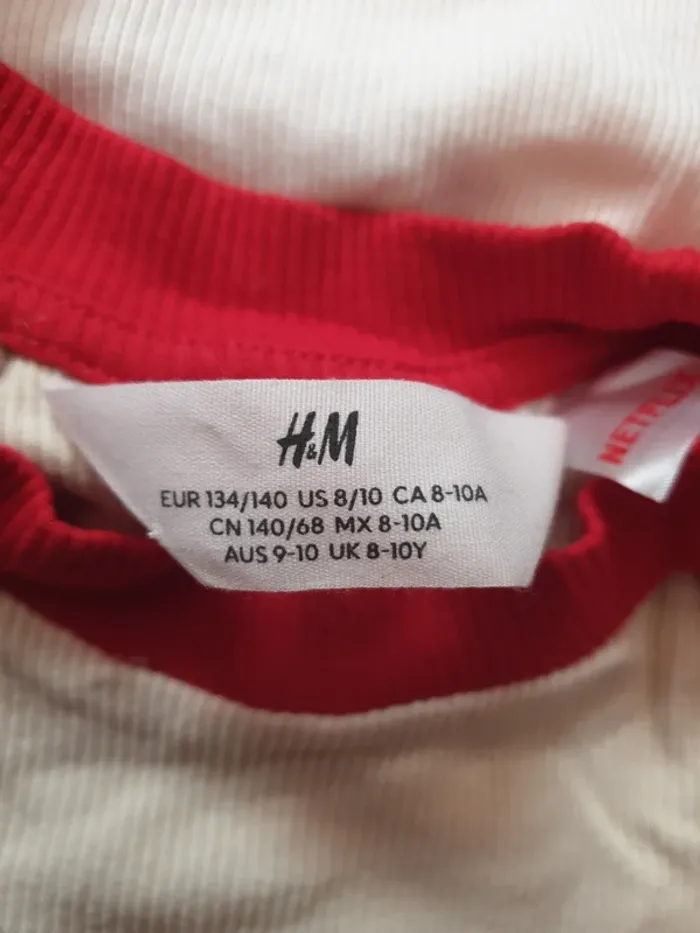 H&M
EUR 134/140 US 8/10 CA 8-10A
CN 140/68 MX 8-10A
AUS 9-10 UK 8-10Y
NETFLIX